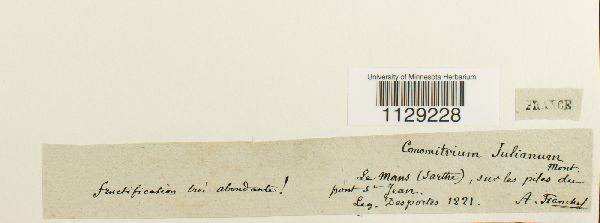 University of Minnesota Herbarium
1129228
FRANCE
Conomitrium Julianum
Mont.
Le Mans (Sarthe), sur les piles du
fructification très abondante! pont St Jean.
Leg. Desportes 1821. A. Franchet